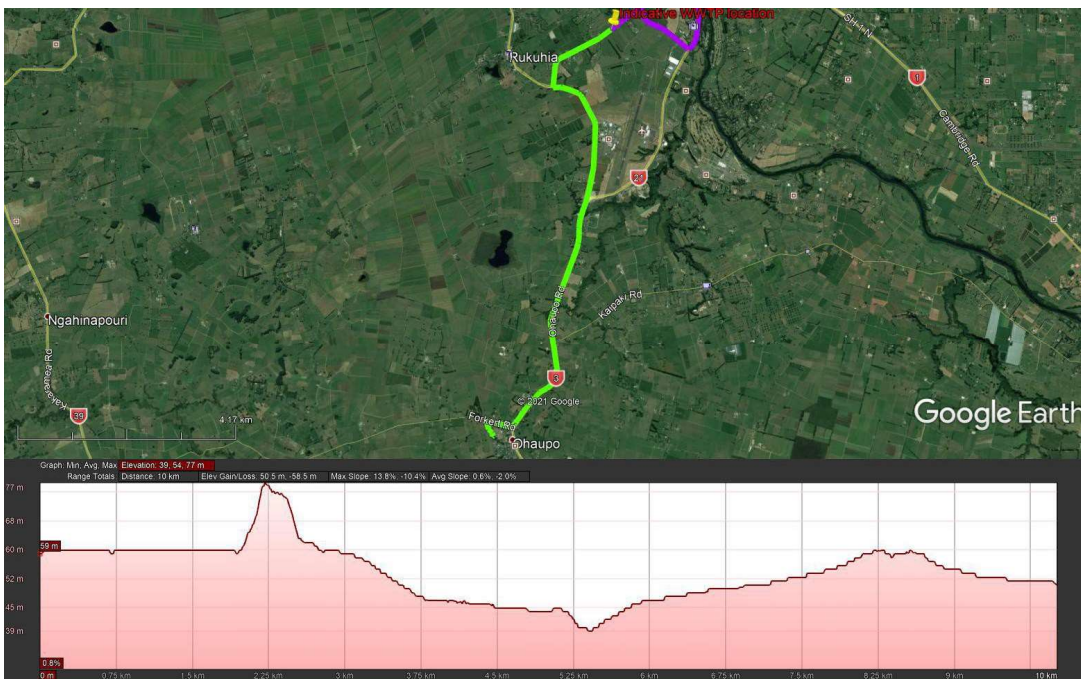 Indicative WWTP location
SH 1 N
Rukuhia
1
Cambridge Rd
21
Ohaupo Rd
Kaipaki Rd
Ngahinapouri
Kakaramea Rd
3
© 2021 Google
39
4.17 km
Forkert Rd
Ohaupo
Google Earth
Graph: Min, Avg, Max Elevation: 39, 54, 77 m
Range Totals Distance: 10 km Elev Gain/Loss: 50.5 m, -58.5 m Max Slope: 13.8%, -10.4% Avg Slope: 0.6%, -2.0%
77 m
68 m
60 m
59 m
52 m
45 m
39 m
0.8%
0 m 0.75 km 1.5 km 2.25 km 3 km 3.75 km 4.5 km 5.25 km 6 km 6.75 km 7.5 km 8.25 km 9 km 10 km